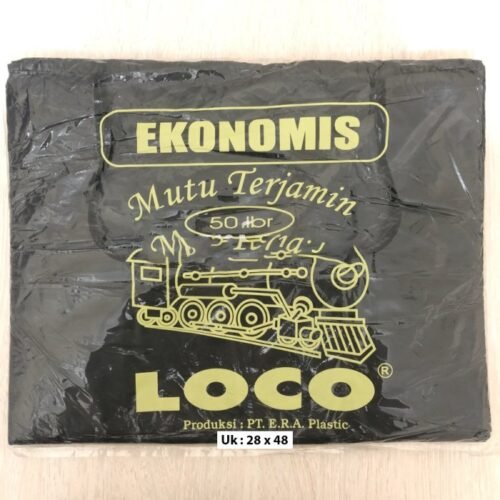 EKONOMIS
Mutu Terjamin
50 lbr
LOCO®
Produksi : PT. E.R.A. Plastic
Uk : 28 x 48